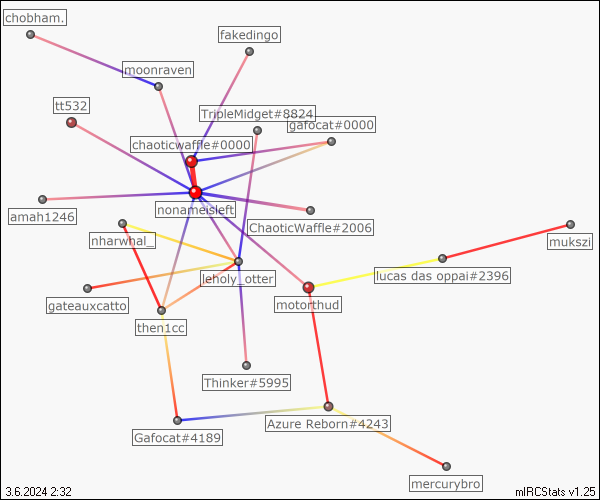 chobham.
fakedingo
moonraven
tt532
TripleMidget#8824
gafocat#0000
chaoticwaffle#0000
nonameisleft
amah1246
ChaoticWaffle#2006
nharwhal_
mukszi
leholy_otter
lucas das oppai#2396
gateauxcatto
motorthud
then1cc
Thinker#5995
Azure Reborn#4243
Gafocat#4189
mercurybro
3.6.2024 2:32
mIRCStats v1.25